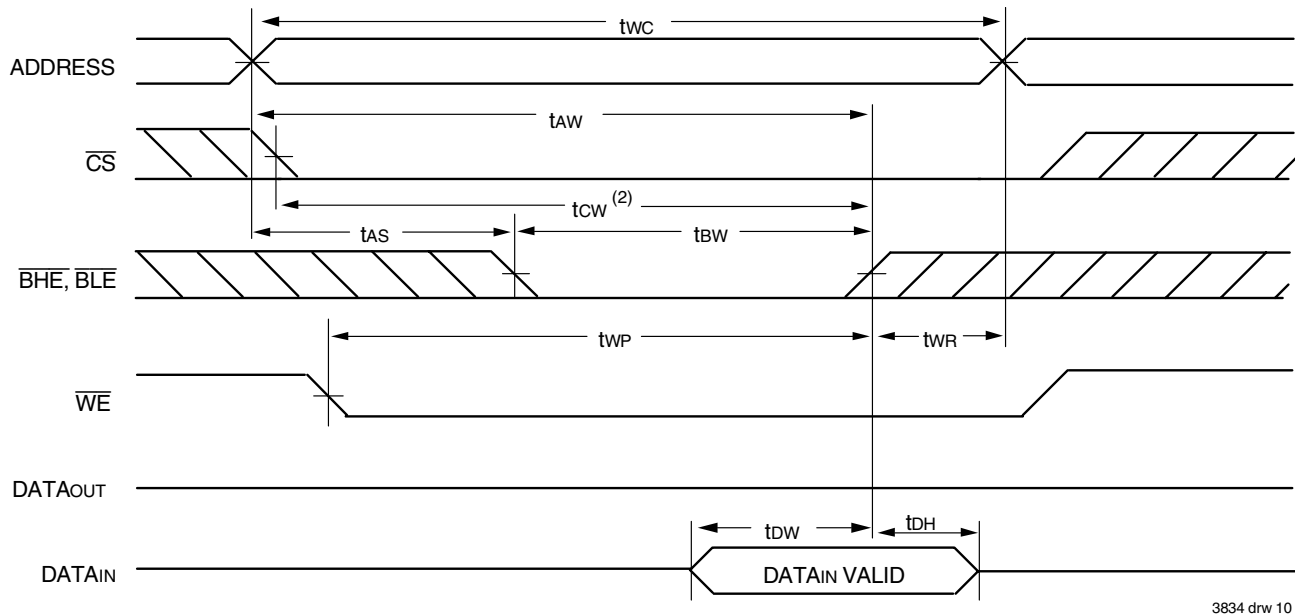 tWC
ADDRESS
tAW
CS
tCW (2)
tAS
tBW
BHE, BLE
tWP
tWR
WE
DATAOUT
tDW
tDH
DATAIN
DATAIN VALID
3834 drw 10